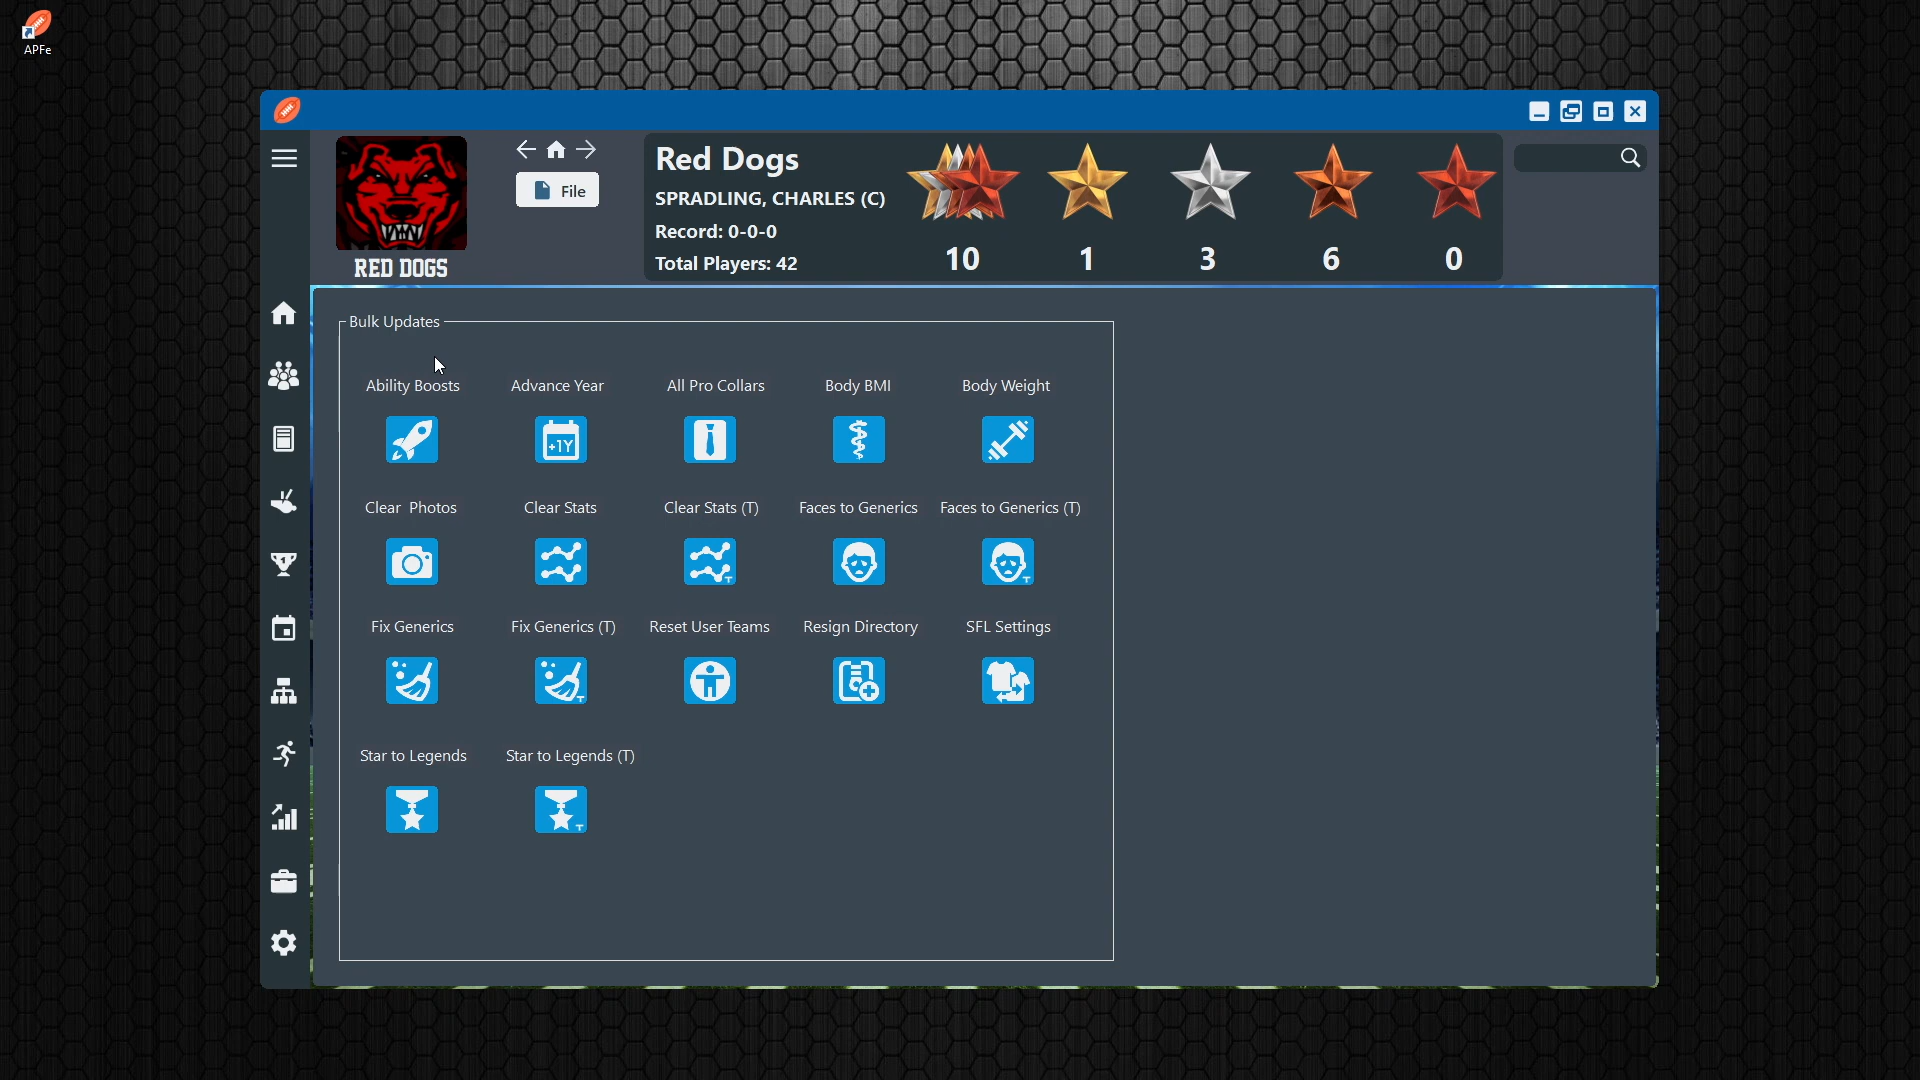 APFe
RED DOGS
File
Red Dogs
SPRADLING, CHARLES (C)
Record: 0-0-0
Total Players: 42
10 1 3 6 0
Bulk Updates
Ability Boosts Advance Year All Pro Collars Body BMI Body Weight
+1Y
Clear Photos Clear Stats Clear Stats (T) Faces to Generics Faces to Generics (T)
T T
Fix Generics Fix Generics (T) Reset User Teams Resign Directory SFL Settings
T
Star to Legends Star to Legends (T)
T